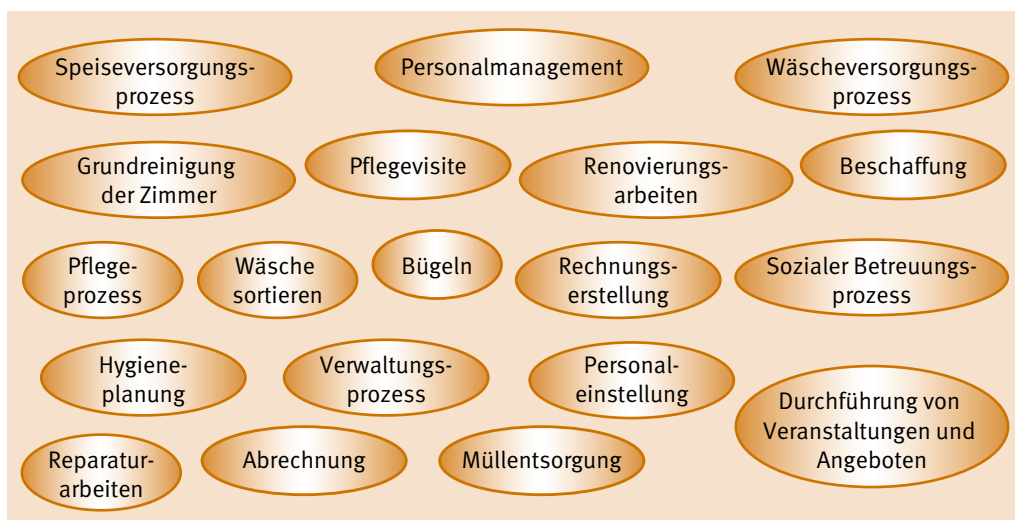 Speiseversorgungs-
prozess
Personalmanagement
Wäscheversorgungs-
prozess
Grundreinigung
der Zimmer
Pflegevisite
Renovierungs-
arbeiten
Beschaffung
Pflege-
prozess
Wäsche
sortieren
Bügeln
Rechnungs-
erstellung
Sozialer Betreuungs-
prozess
Hygiene-
planung
Verwaltungs-
prozess
Personal-
einstellung
Durchführung von
Veranstaltungen und
Angeboten
Reparatur-
arbeiten
Abrechnung
Müllentsorgung